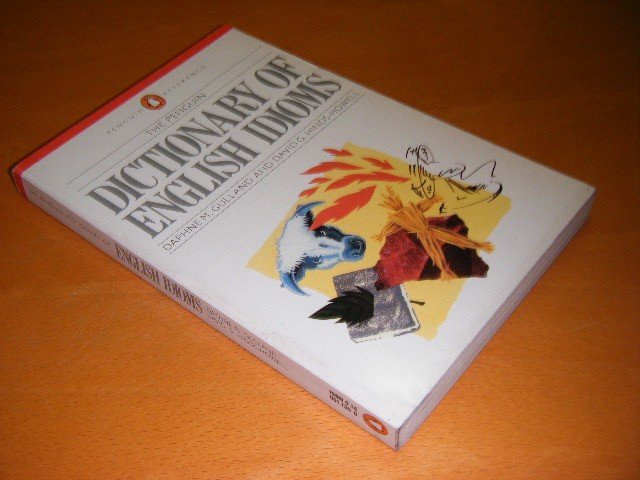 PENGUIN REFERENCE
THE PENGUIN
DICTIONARY OF
ENGLISH IDIOMS
DAPHNE M. GULLAND AND DAVID G. HINDS-HOWELL
ENGLISH IDIOMS